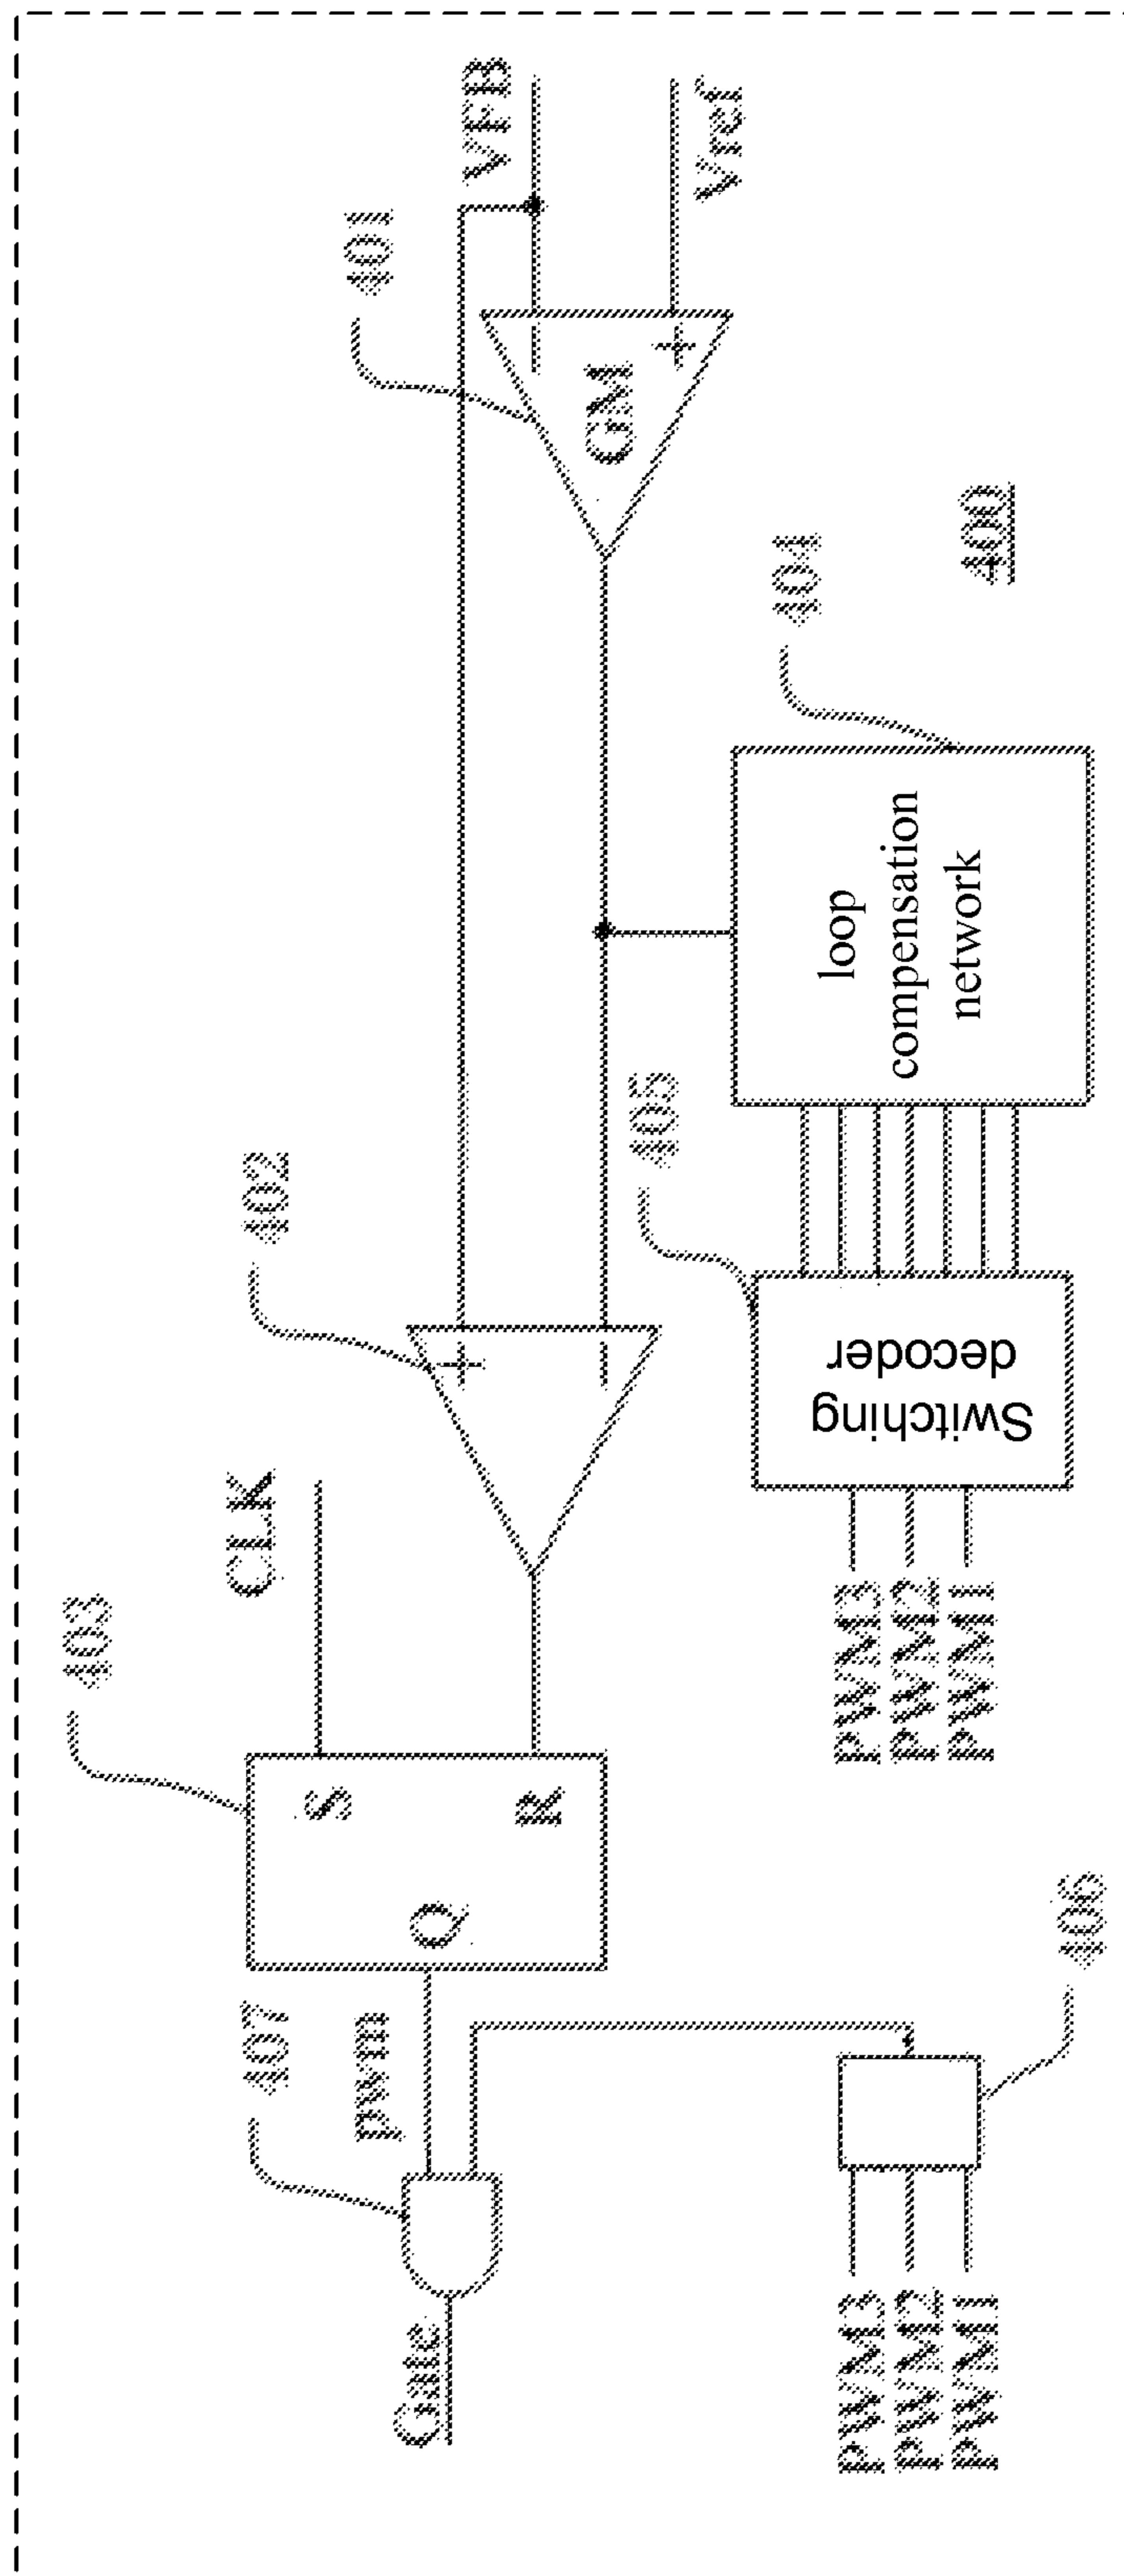 403
CLK
402
401
VFB
Vref
407
pwm
Q
S
R
+
−
GM
−
+
Gate
405
404
400
PWM3
PWM2
PWM1
406
PWM3
PWM2
PWM1
Switching
decoder
loop
compensation
network